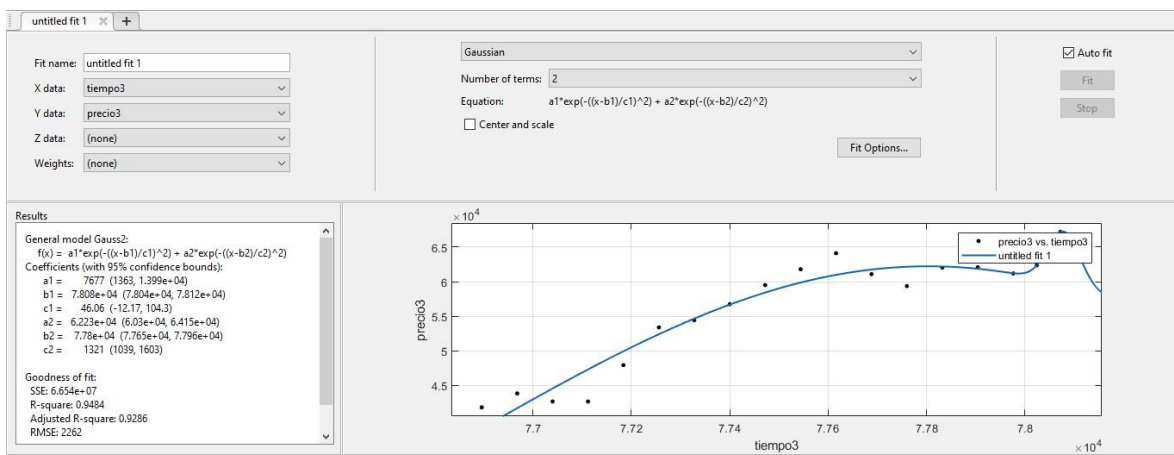 untitled fit 1
Fit name: untitled fit 1
X data: tiempo3
Y data: precio3
Z data: (none)
Weights: (none)
Gaussian
Number of terms: 2
Equation: a1*exp(-((x-b1)/c1)^2) + a2*exp(-((x-b2)/c2)^2)
Center and scale
Fit Options...
Auto fit
Fit
Stop
Results
General model Gauss2:
f(x) = a1*exp(-((x-b1)/c1)^2) + a2*exp(-((x-b2)/c2)^2)
Coefficients (with 95% confidence bounds):
a1 = 7677 (1363, 1.399e+04)
b1 = 7.808e+04 (7.804e+04, 7.812e+04)
c1 = 46.06 (-12.17, 104.3)
a2 = 6.223e+04 (6.03e+04, 6.415e+04)
b2 = 7.78e+04 (7.765e+04, 7.796e+04)
c2 = 1321 (1039, 1603)
Goodness of fit:
SSE: 6.654e+07
R-square: 0.9484
Adjusted R-square: 0.9286
RMSE: 2262
×10^4
6.5
6
5.5
5
4.5
precio3
precio3 vs. tiempo3
untitled fit 1
7.7 7.72 7.74 7.76 7.78 7.8
tiempo3
×10^4